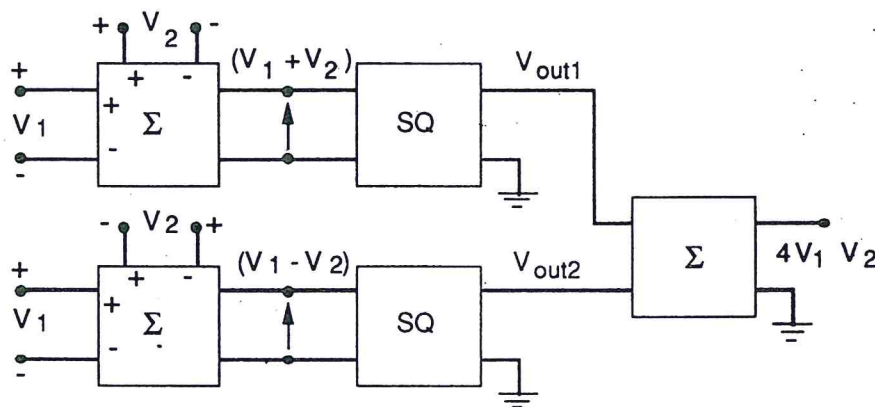 + V2 -
(V1 + V2)
Vout1
+ -
+
+
V1
-
-
Σ
SQ
- V2 +
(V1 - V2)
Vout2
Σ
4V1 V2
+ -
+
+
V1
-
-
Σ
SQ